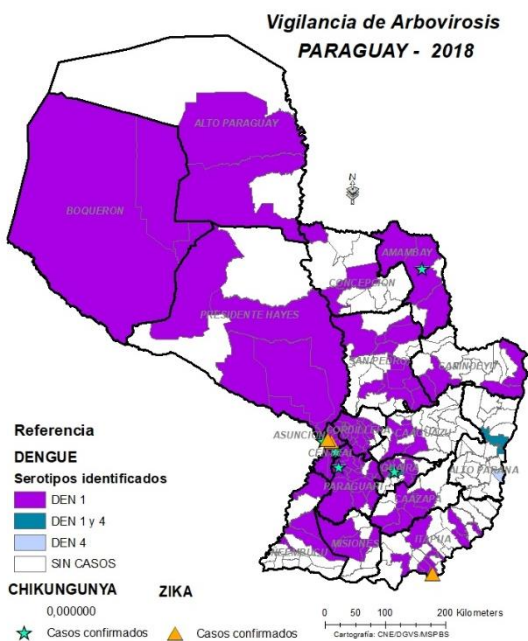 Vigilancia de Arbovirosis
PARAGUAY - 2018
N
ALTO PARAGUAY
BOQUERON
AMAMBAY
CONCEPCION
PRESIDENTE HAYES
SAN PEDRO
CANINDEYU
ASUNCION
CORDILLERA
CAAGUAZU
CENTRAL
ALTO PARANA
GUAIRA
PARAGUARI
CAAZAPA
MISIONES
ITAPUA
ÑEEMBUCU
Referencia
DENGUE
Serotipos identificados
DEN 1
DEN 1 y 4
DEN 4
SIN CASOS
CHIKUNGUNYA ZIKA
0,000000
Casos confirmados Casos confirmados
0 50 100 200 Kilometers
Cartografía: CNE/DGVS/MSPBS